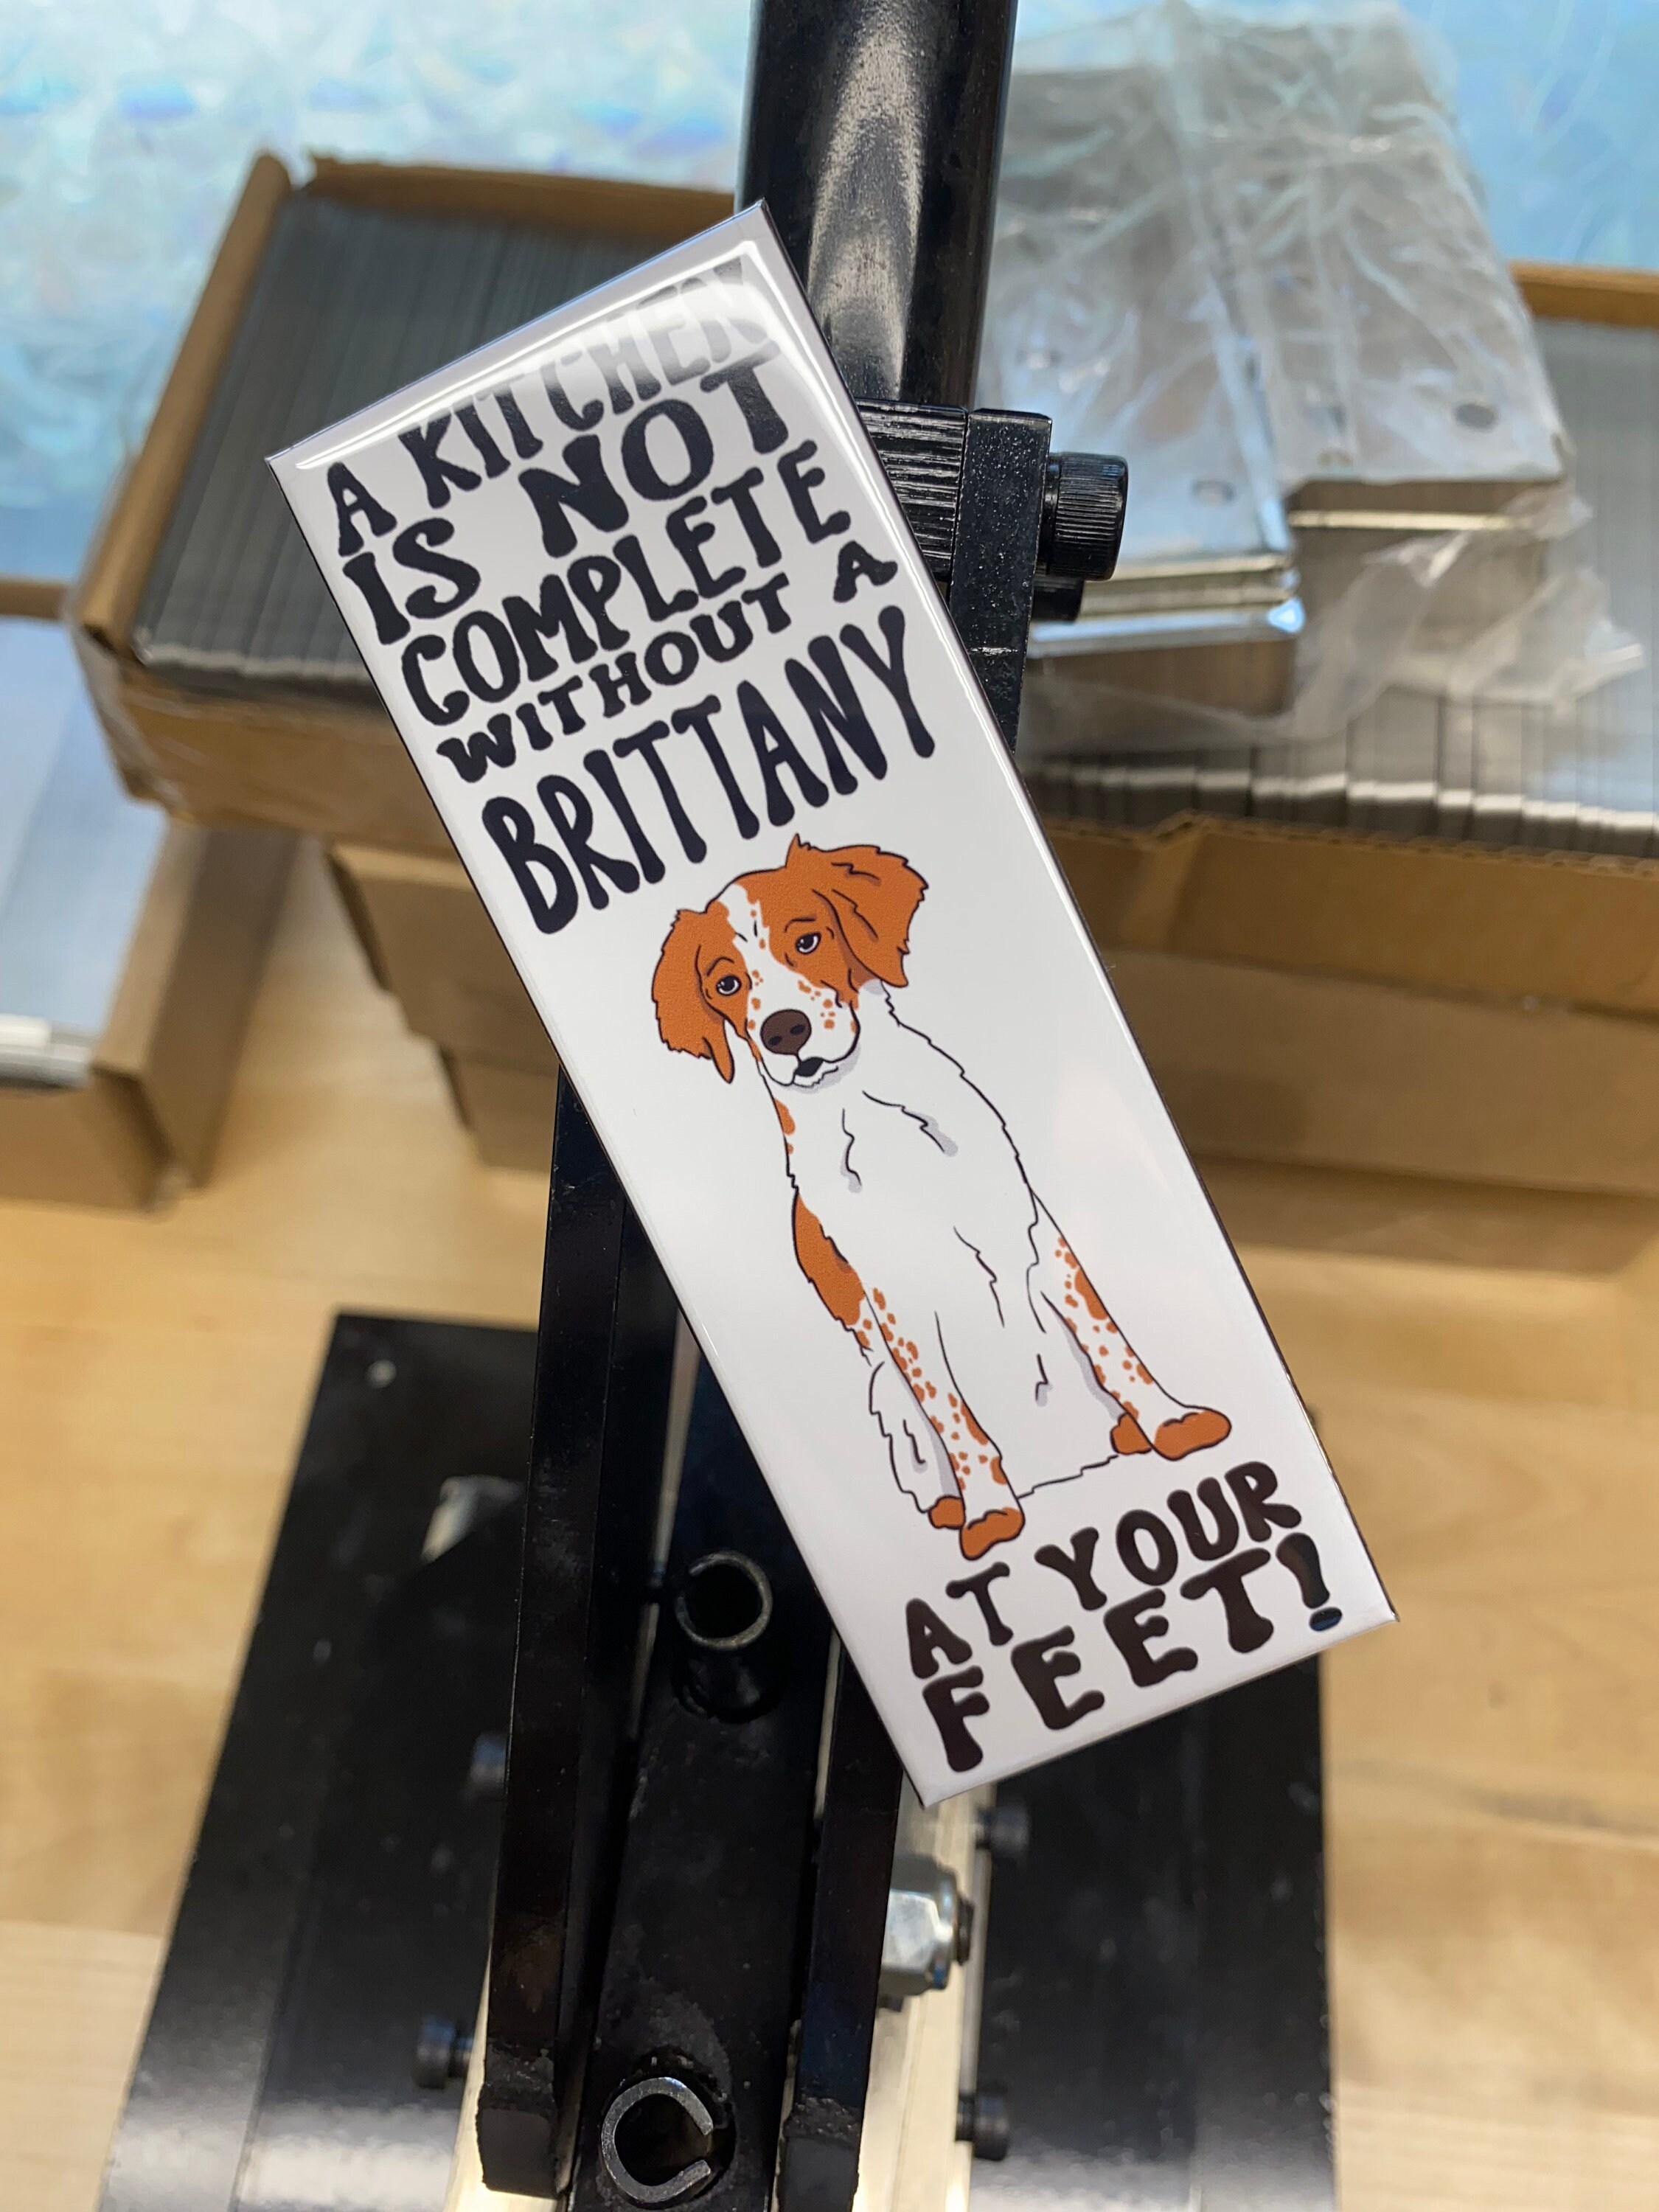 A KITCHEN
IS NOT
COMPLETE
WITHOUT A
BRITTANY
AT YOUR
FEET!